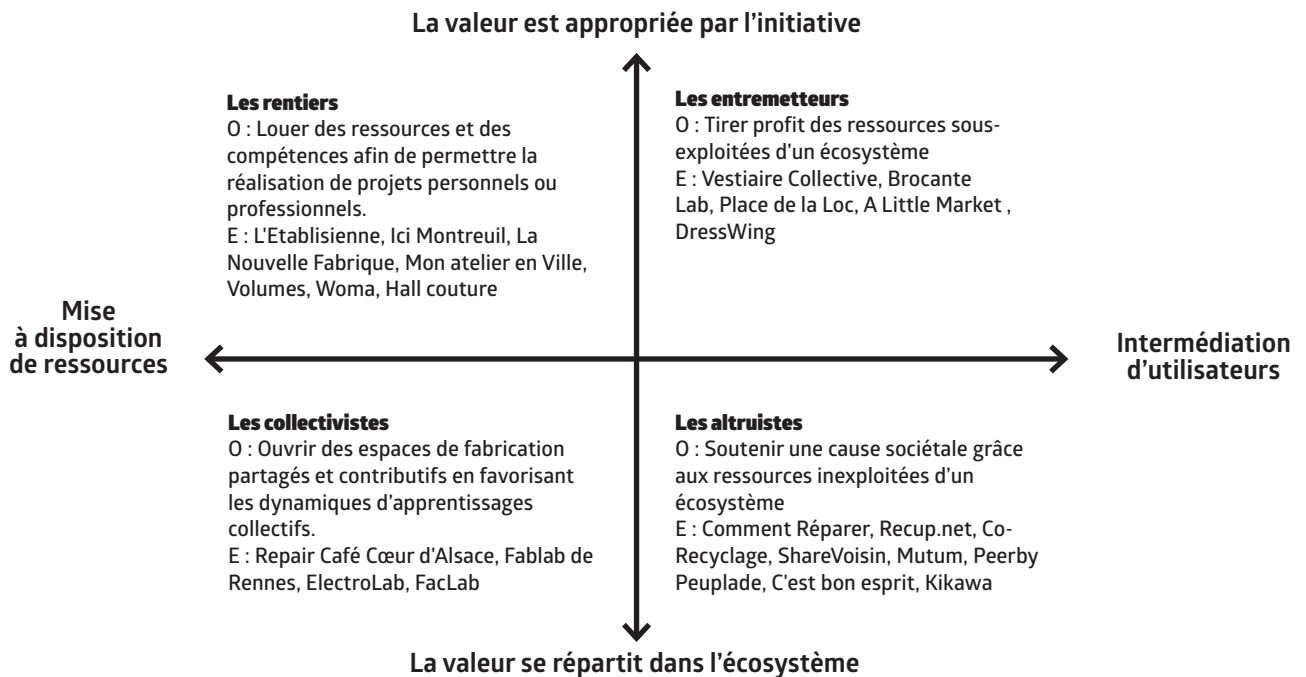 La valeur est appropriée par l'initiative
Les rentiers
O : Louer des ressources et des
compétences afin de permettre la
réalisation de projets personnels ou
professionnels.
E : L'Etablisienne, Ici Montreuil, La
Nouvelle Fabrique, Mon atelier en Ville,
Volumes, Woma, Hall couture
Les entremetteurs
O : Tirer profit des ressources sous-
exploitées d'un écosystème
E : Vestiaire Collective, Brocante
Lab, Place de la Loc, A Little Market ,
DressWing
Mise
à disposition
de ressources
Intermédiation
d'utilisateurs
Les collectivistes
O : Ouvrir des espaces de fabrication
partagés et contributifs en favorisant
les dynamiques d'apprentissages
collectifs.
E : Repair Café Cœur d'Alsace, Fablab de
Rennes, ElectroLab, FacLab
Les altruistes
O : Soutenir une cause sociétale grâce
aux ressources inexploitées d'un
écosystème
E : Comment Réparer, Recup.net, Co-
Recyclage, ShareVoisin, Mutum, Peerby
Peuplade, C'est bon esprit, Kikawa
La valeur se répartit dans l'écosystème